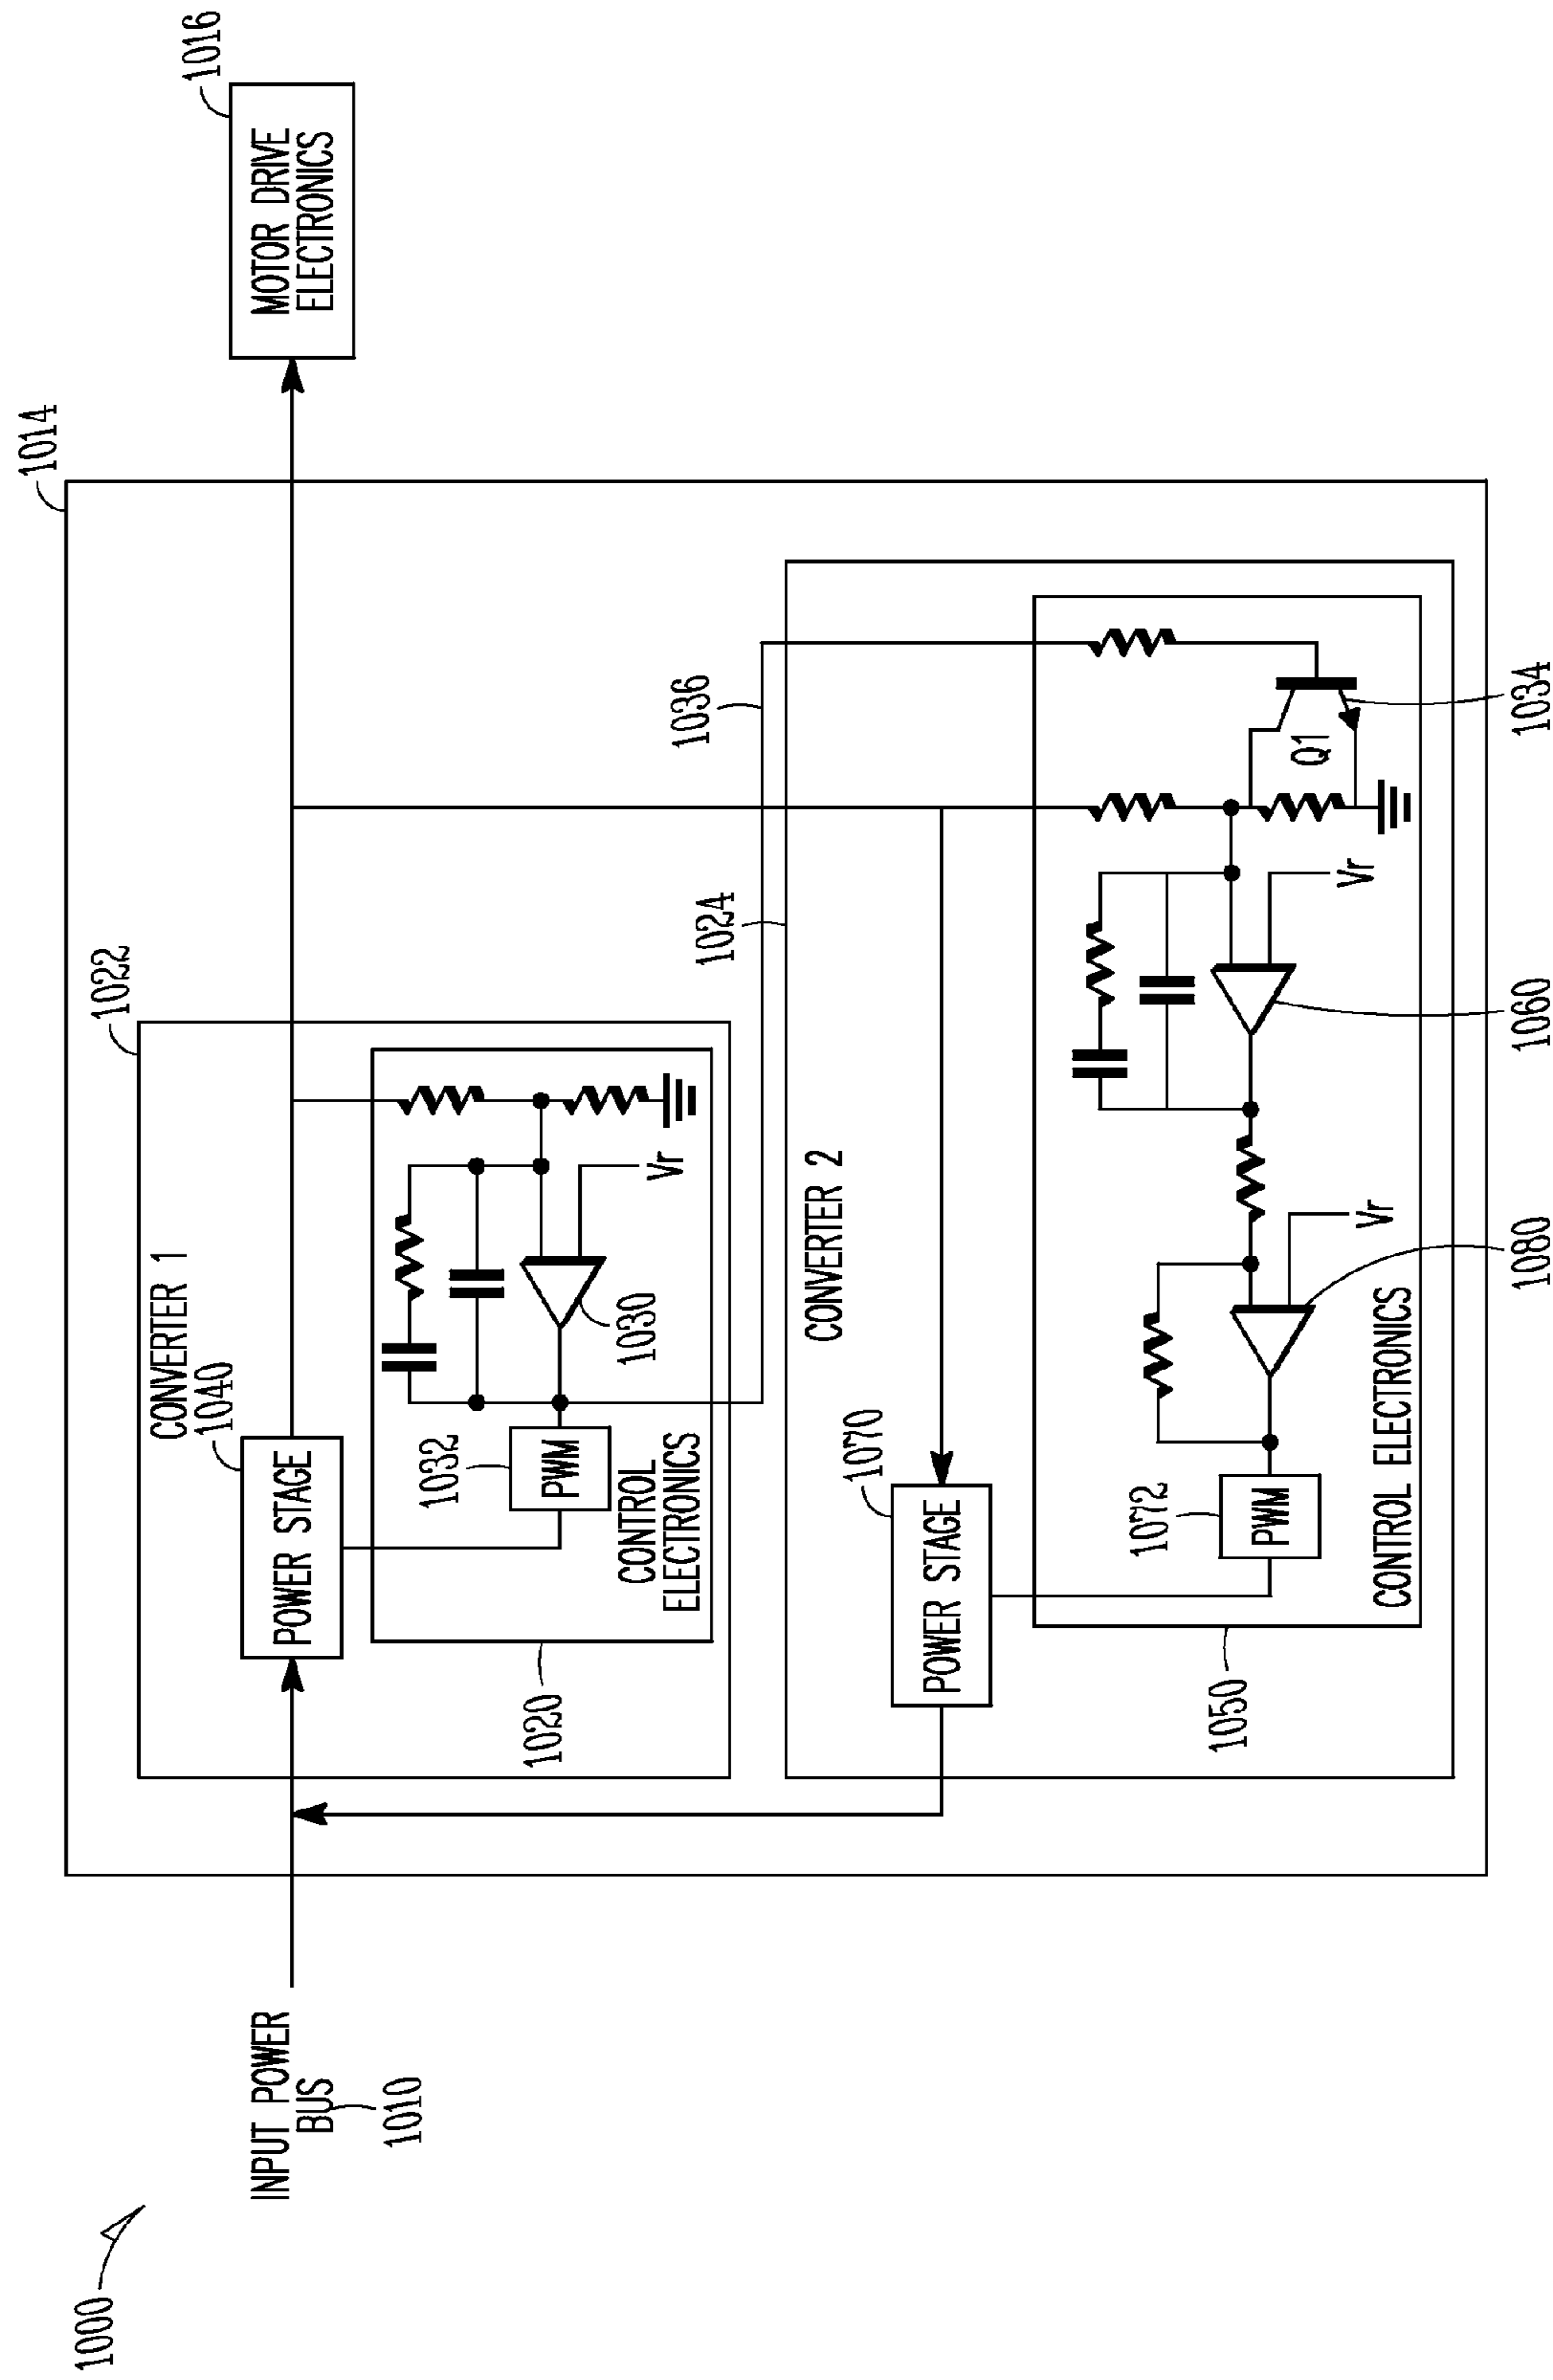 1000
INPUT POWER
BUS
1010
1014
1016
MOTOR DRIVE
ELECTRONICS
1022
CONVERTER 1
1040
POWER STAGE
1032
PWM
1030
Vr
CONTROL
ELECTRONICS
1020
1036
1024
CONVERTER 2
1070
POWER STAGE
1072
PWM
Vr
Vr
Q1
CONTROL ELECTRONICS
1050
1080
1060
1034